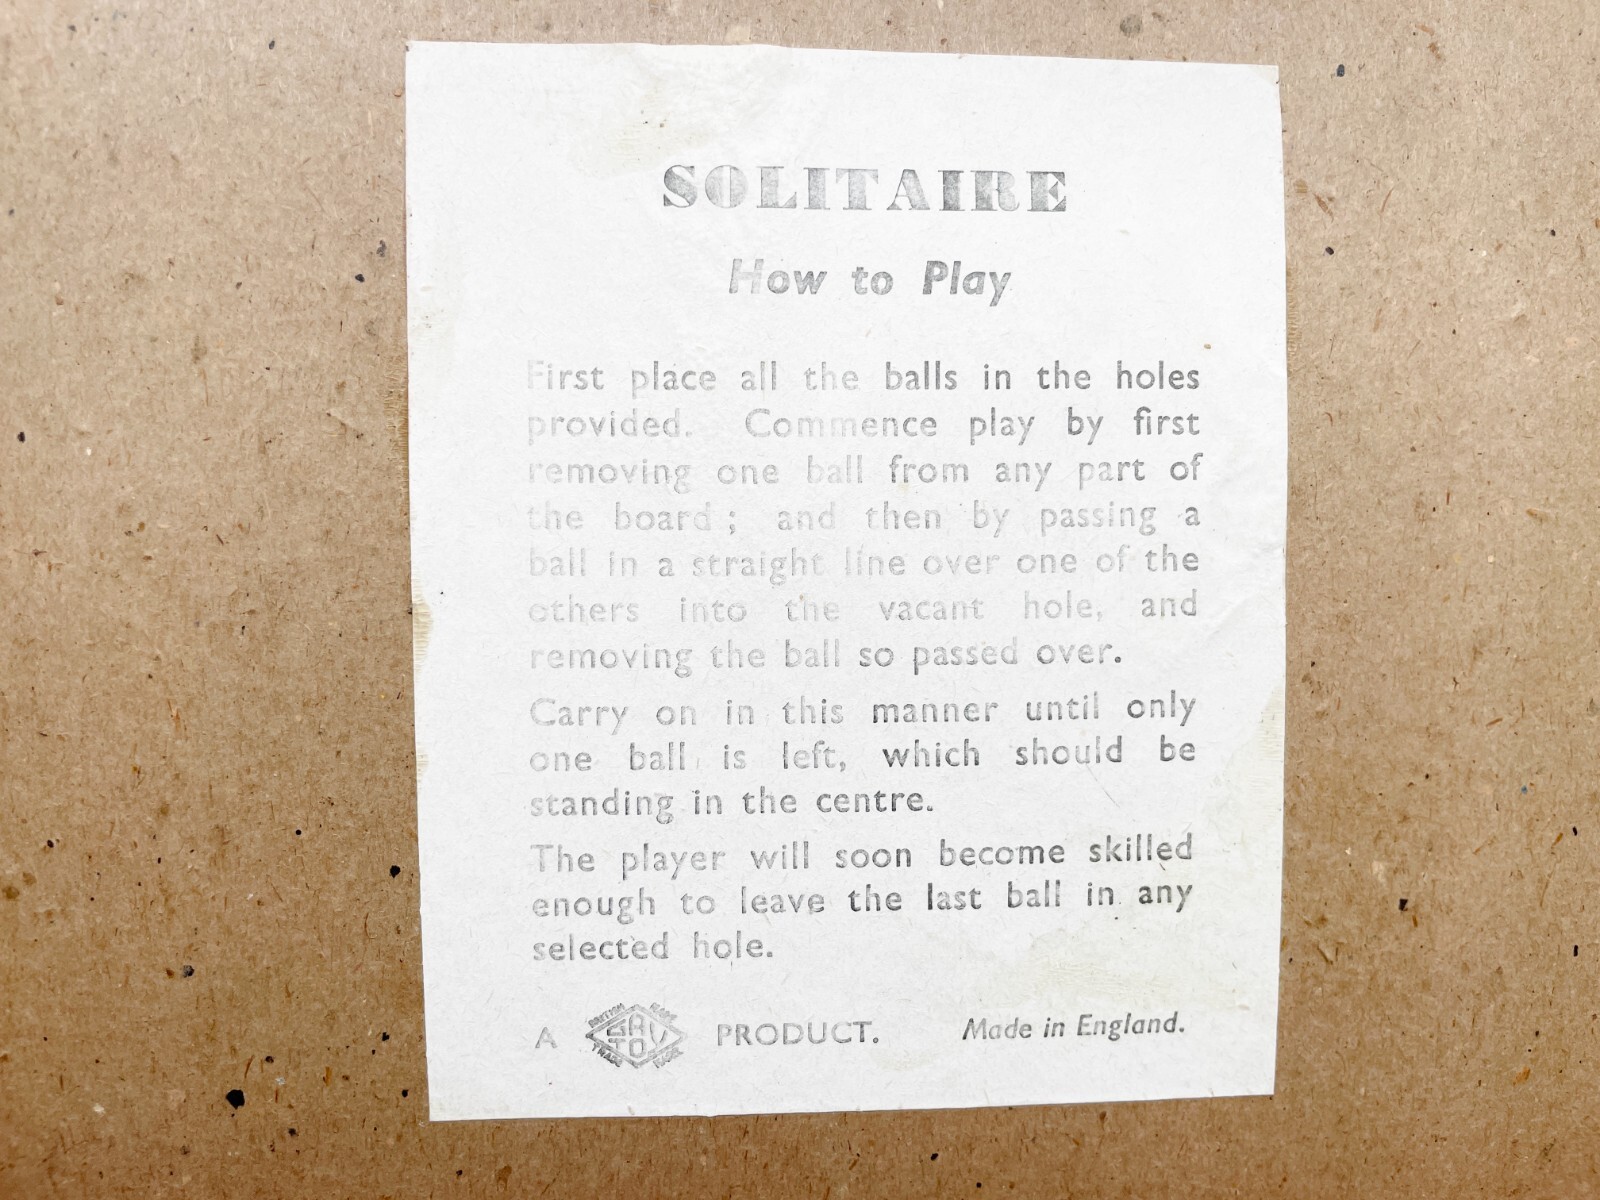 SOLITAIRE
How to Play
First place all the balls in the holes
provided. Commence play by first
removing one ball from any part of
the board ; and then by passing a
ball in a straight line over one of the
others into the vacant hole, and
removing the ball so passed over.
Carry on in this manner until only
one ball is left, which should be
standing in the centre.
The player will soon become skilled
enough to leave the last ball in any
selected hole.
A PRODUCT. Made in England.
BRITISH
TRADE